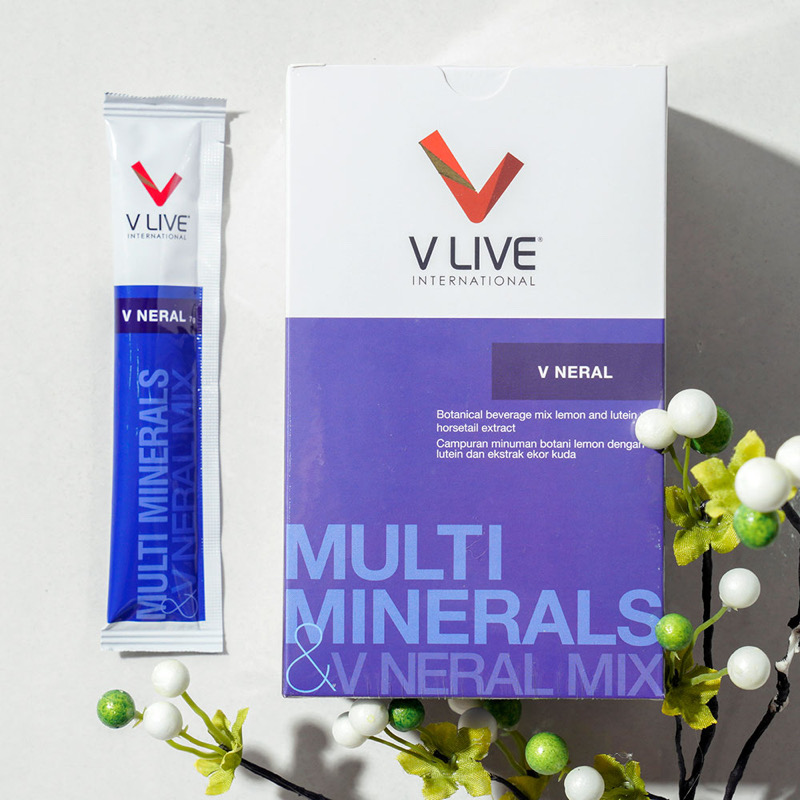 V LIVE®
INTERNATIONAL
V NERAL 7g
MULTI MINERALS
& V NERAL MIX
V LIVE®
INTERNATIONAL
V NERAL
Botanical beverage mix lemon and lutein
horsetail extract
Campuran minuman botani lemon dengan
lutein dan ekstrak ekor kuda
MULTI
MINERALS
& V NERAL MIX